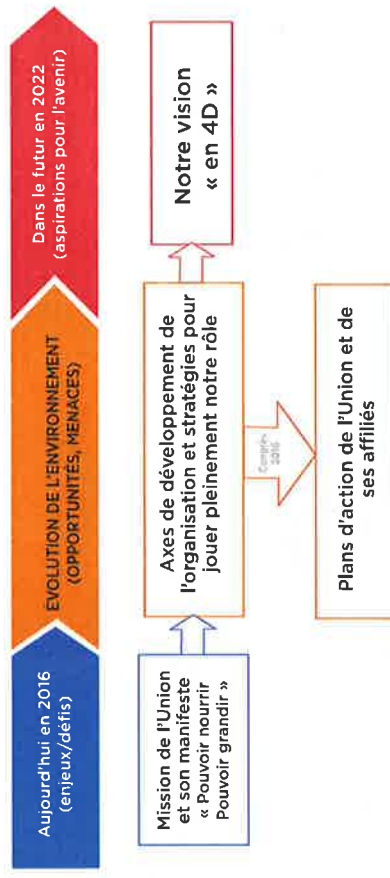 Aujourd'hui en 2016
(enjeux/défis)
EVOLUTION DE L'ENVIRONNEMENT
(OPPORTUNITÉS, MENACES)
Dans le futur en 2022
(aspirations pour l'avenir)
Mission de l'Union
et son manifeste
« Pouvoir nourrir
Pouvoir grandir »
Axes de développement de
l'organisation et stratégies pour
jouer pleinement notre rôle
Notre vision
« en 4D »
Congrès
2016
Plans d'action de l'Union et de
ses affiliés